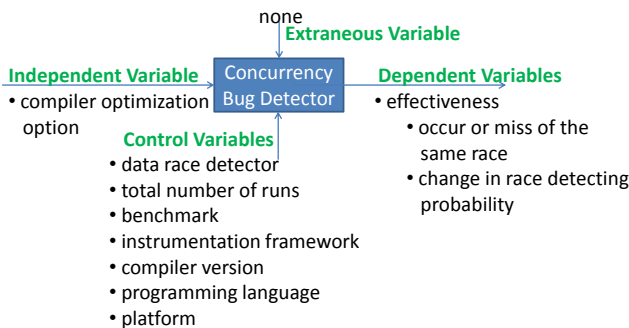 none
Extraneous Variable
Independent Variable
• compiler optimization
option
Concurrency
Bug Detector
Dependent Variables
• effectiveness
• occur or miss of the
same race
• change in race detecting
probability
Control Variables
• data race detector
• total number of runs
• benchmark
• instrumentation framework
• compiler version
• programming language
• platform